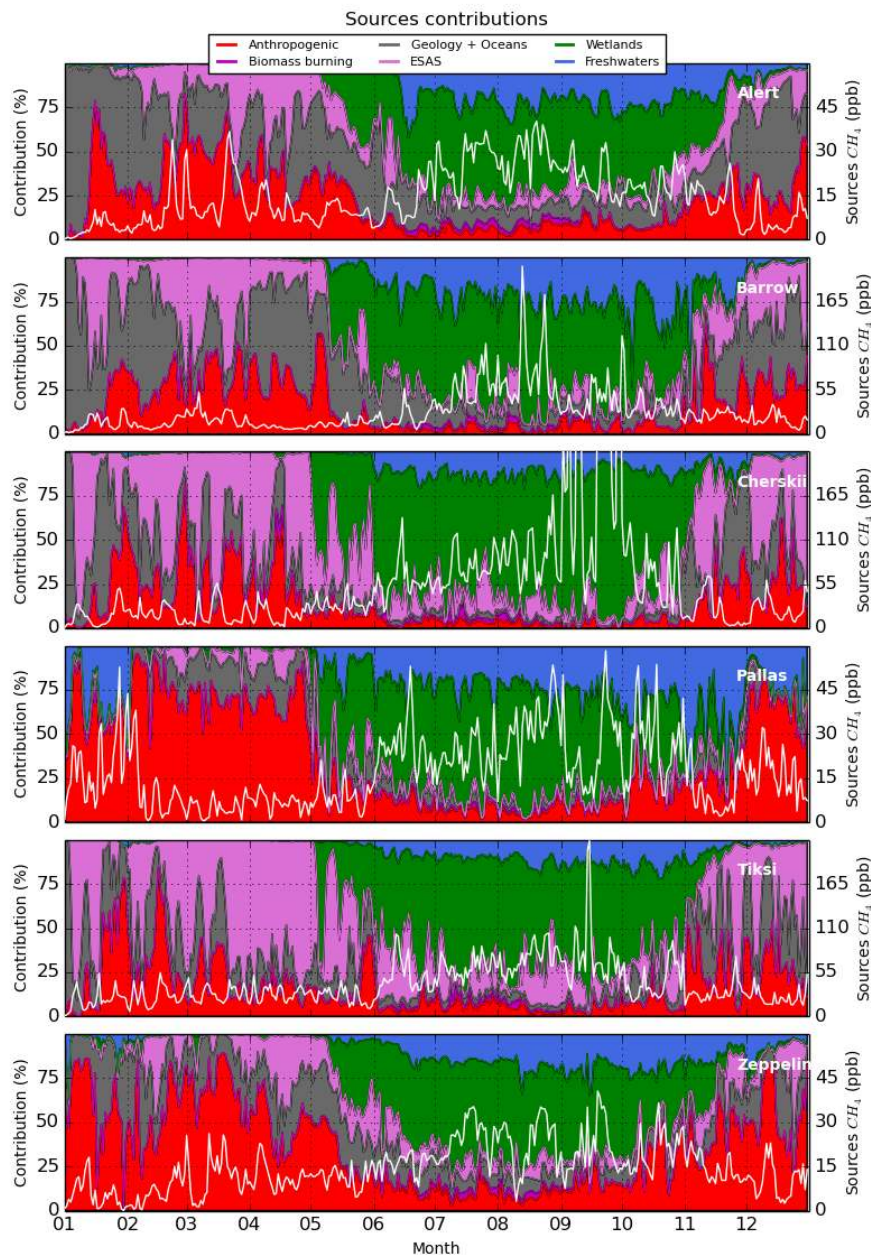 Sources contributions
Anthropogenic Geology + Oceans Wetlands
Biomass burning ESAS Freshwaters
Contribution (%)
75
50
25
0
Alert
45
30
15
0
Sources CH₄ (ppb)
Contribution (%)
75
50
25
0
Barrow
165
110
55
0
Sources CH₄ (ppb)
Contribution (%)
75
50
25
0
Cherskii
165
110
55
0
Sources CH₄ (ppb)
Contribution (%)
75
50
25
0
Pallas
45
30
15
0
Sources CH₄ (ppb)
Contribution (%)
75
50
25
0
Tiksi
165
110
55
0
Sources CH₄ (ppb)
Contribution (%)
75
50
25
0
Zeppelin
45
30
15
0
Sources CH₄ (ppb)
01 02 03 04 05 06 07 08 09 10 11 12
Month